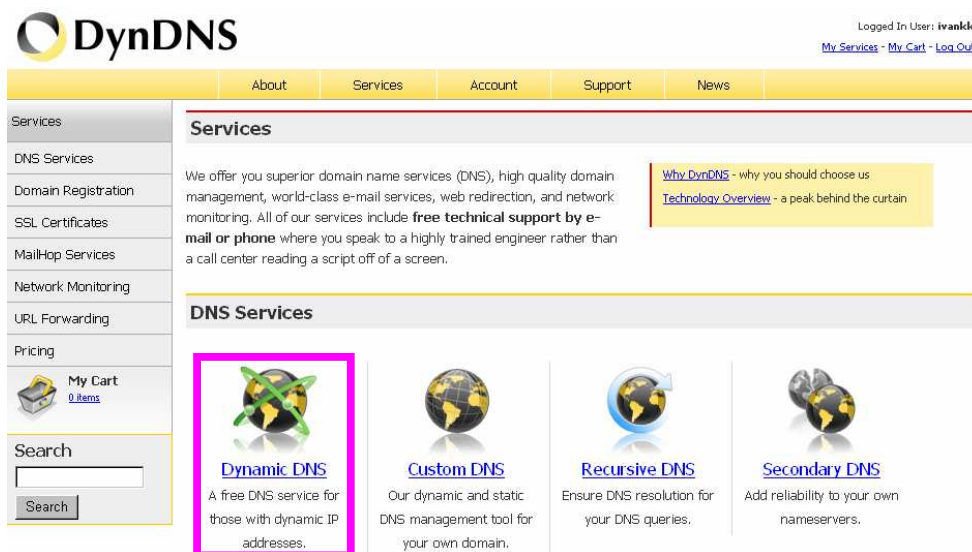 DynDNS
Logged In User:
My Services - My Cart - Log Out
About Services Account Support News
Services
DNS Services
Domain Registration
SSL Certificates
MailHop Services
Network Monitoring
URL Forwarding
Pricing
My Cart
0 items
Search
Search
Services
We offer you superior domain name services (DNS), high quality domain
management, world-class e-mail services, web redirection, and network
monitoring. All of our services include free technical support by e-
mail or phone where you speak to a highly trained engineer rather than
a call center reading a script off of a screen.
Why DynDNS - why you should choose us
Technology Overview - a peak behind the curtain
DNS Services
Dynamic DNS
A free DNS service for
those with dynamic IP
addresses.
Custom DNS
Our dynamic and static
DNS management tool for
your own domain.
Recursive DNS
Ensure DNS resolution for
your DNS queries.
Secondary DNS
Add reliability to your own
nameservers.